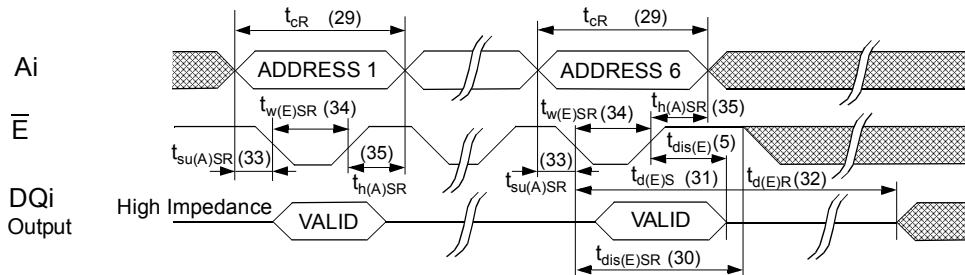 tcR (29) tcR (29)
Ai ADDRESS 1 ADDRESS 6
tw(E)SR (34) tw(E)SR (34) th(A)SR (35)
E
tsu(A)SR (33) (35) (33) tdis(E) (5)
th(A)SR tsu(A)SR td(E)S (31) td(E)R (32)
DQi
Output High Impedance VALID VALID
tdis(E)SR (30)